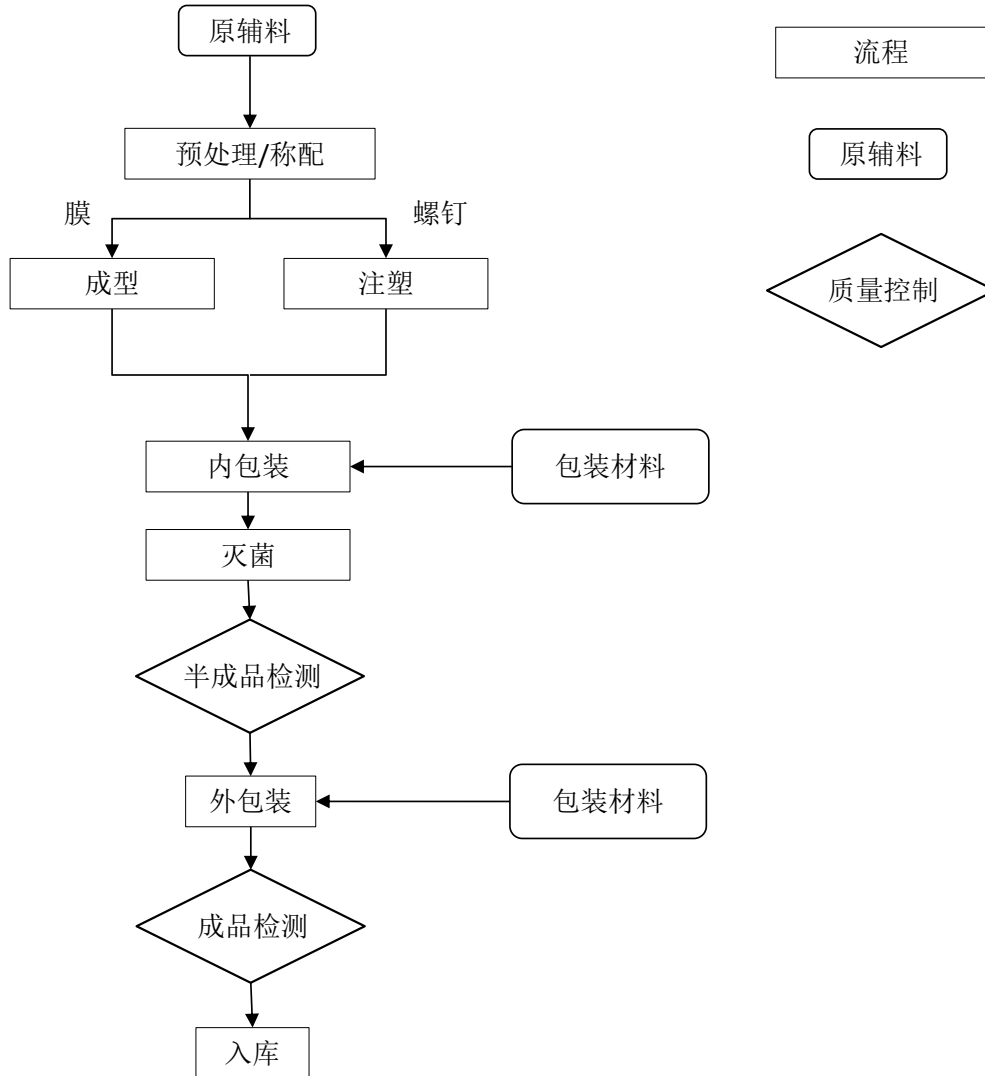 原辅料
流程
预处理/称配
原辅料
膜
螺钉
成型
注塑
质量控制
内包装
包装材料
灭菌
半成品检测
外包装
包装材料
成品检测
入库